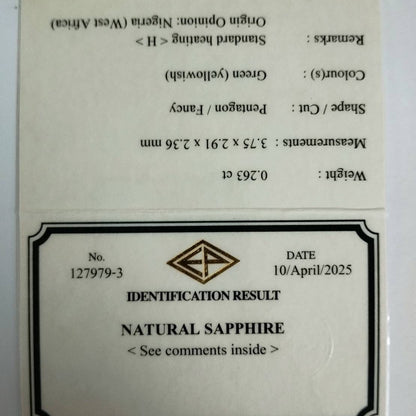 Weight : 0.263 ct
Measurements : 3.75 x 2.91 x 2.36 mm
Shape / Cut : Pentagon / Fancy
Colour(s) : Green (yellowish)
Remarks : Standard heating < H >
Origin Opinion: Nigeria (West Africa)
No. DATE
127979-3 10/April/2025
IDENTIFICATION RESULT
NATURAL SAPPHIRE
< See comments inside >